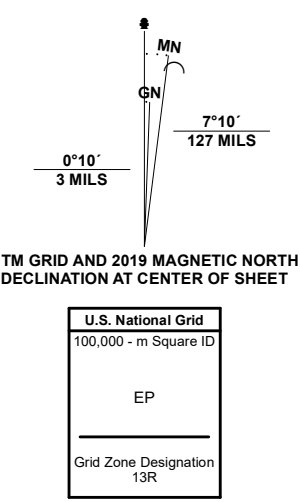 MN
GN
7°10´
127 MILS
0°10´
3 MILS
TM GRID AND 2019 MAGNETIC NORTH
DECLINATION AT CENTER OF SHEET
U.S. National Grid
100,000 - m Square ID
EP
Grid Zone Designation
13R